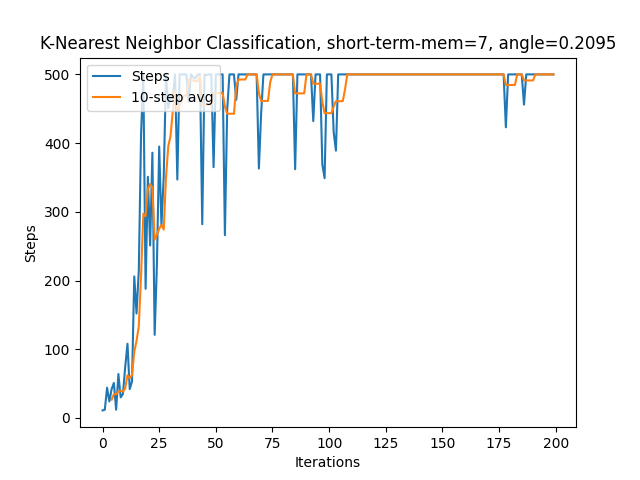 K-Nearest Neighbor Classification, short-term-mem=7, angle=0.2095
Steps
10-step avg
500
400
300
200
100
0
Steps
0 25 50 75 100 125 150 175 200
Iterations